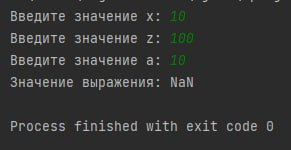 Введите значение x: 10
Введите значение z: 100
Введите значение a: 10
Значение выражения: NaN
Process finished with exit code 0